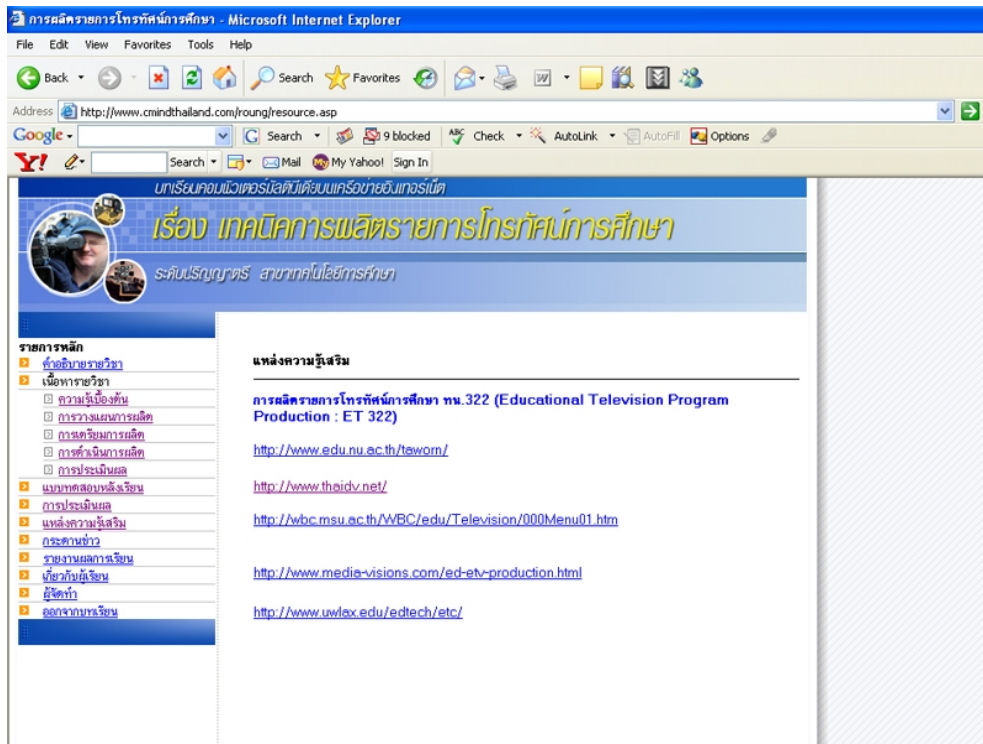 การผลิตรายการโทรทัศน์การศึกษา - Microsoft Internet Explorer
File Edit View Favorites Tools Help
Back Search Favorites
Address http://www.cmindthailand.com/roung/resource.asp
Google Search 9 blocked ABC Check AutoLink AutoFill Options
Y! Search Mail My Yahoo! Sign In
บทเรียนคอมพิวเตอร์มัลติมีเดียบนเครือข่ายอินเทอร์เน็ต
เรื่อง เทคนิคการผลิตรายการโทรทัศน์การศึกษา
ระดับปริญญาตรี สาขาเทคโนโลยีการศึกษา
รายการหลัก
คำอธิบายรายวิชา
เนื้อหารายวิชา
ความรู้เบื้องต้น
การวางแผนการผลิต
การเตรียมการผลิต
การดำเนินการผลิต
การประเมินผล
แบบทดสอบหลังเรียน
การประเมินผล
แหล่งความรู้เสริม
กระดานข่าว
รายงานผลการเรียน
เกี่ยวกับผู้เรียน
ผู้จัดทำ
ออกจากบทเรียน
แหล่งความรู้เสริม
การผลิตรายการโทรทัศน์การศึกษา ทน.322 (Educational Television Program
Production : ET 322)
http://www.edu.nu.ac.th/taworn/
http://www.thaidv.net/
http://wbc.msu.ac.th/WBC/edu/Television/000Menu01.htm
http://www.media-visions.com/ed-etv-production.html
http://www.uwlax.edu/edtech/etc/